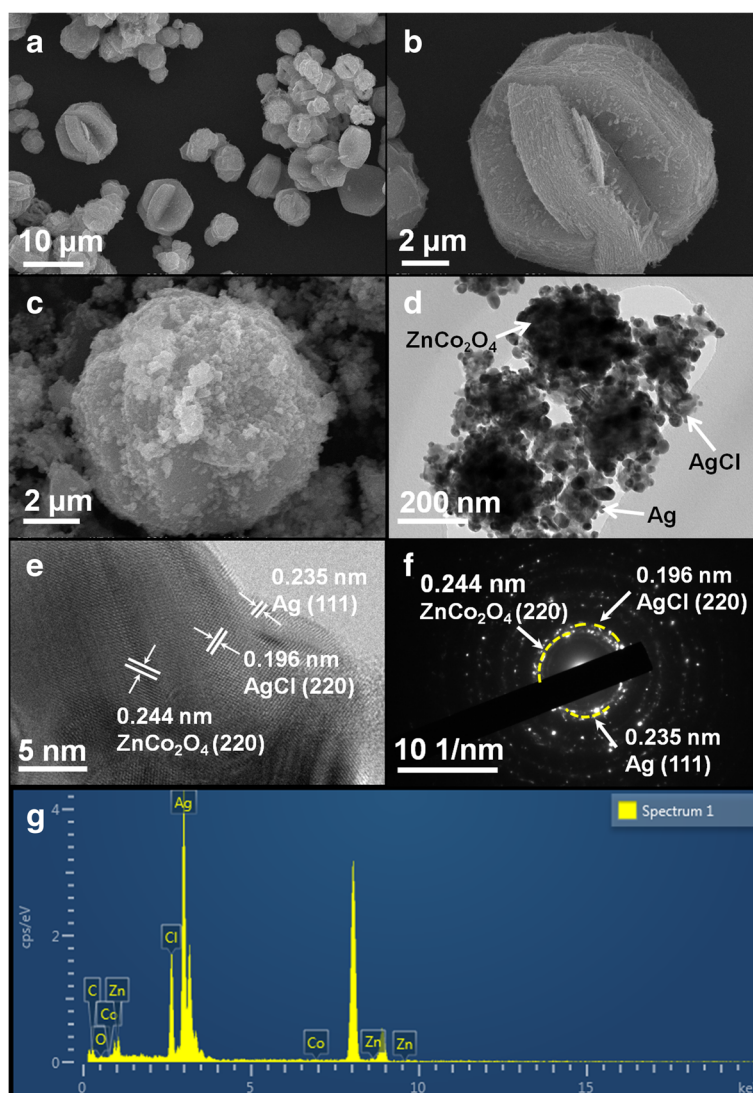 a
10 µm
b
2 µm
c
2 µm
d
ZnCo₂O₄
AgCl
Ag
200 nm
e
0.235 nm
Ag (111)
0.196 nm
AgCl (220)
0.244 nm
ZnCo₂O₄ (220)
5 nm
f
0.244 nm
ZnCo₂O₄ (220)
0.196 nm
AgCl (220)
0.235 nm
Ag (111)
10 1/nm
g
Spectrum 1
cps/eV
4
2
0
Ag
Cl
C
Zn
Co
O
Co
Zn
Zn
0
5
10
15